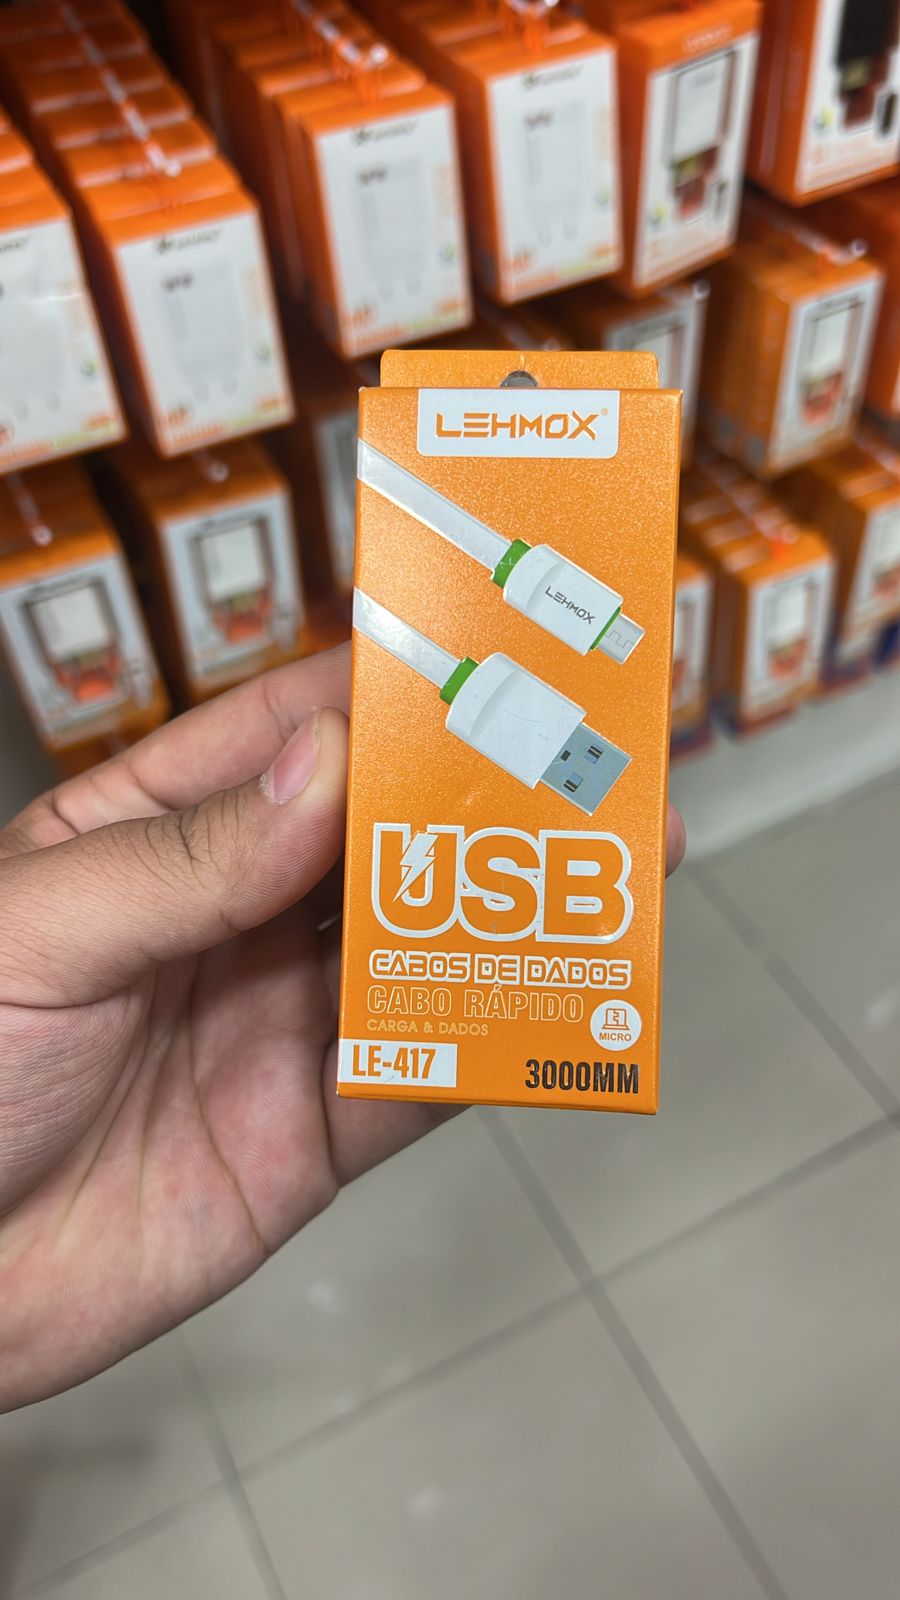 LEHMOX®
LEHMOX
USB
CABOS DE DADOS
CABO RÁPIDO
CARGA & DADOS
MICRO
LE-417
3000MM